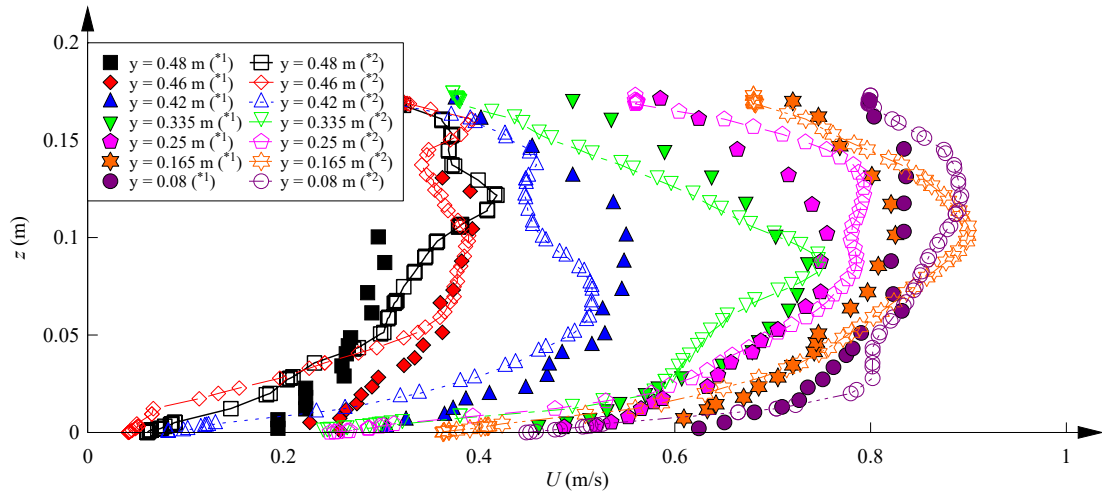 0.2
y = 0.48 m (*1) y = 0.48 m (*2)
y = 0.46 m (*1) y = 0.46 m (*2)
y = 0.42 m (*1) y = 0.42 m (*2)
y = 0.335 m (*1) y = 0.335 m (*2)
y = 0.25 m (*1) y = 0.25 m (*2)
y = 0.165 m (*1) y = 0.165 m (*2)
y = 0.08 (*1) y = 0.08 m (*2)
0.15
z (m)
0.1
0.05
0
0 0.2 0.4 0.6 0.8 1
U (m/s)